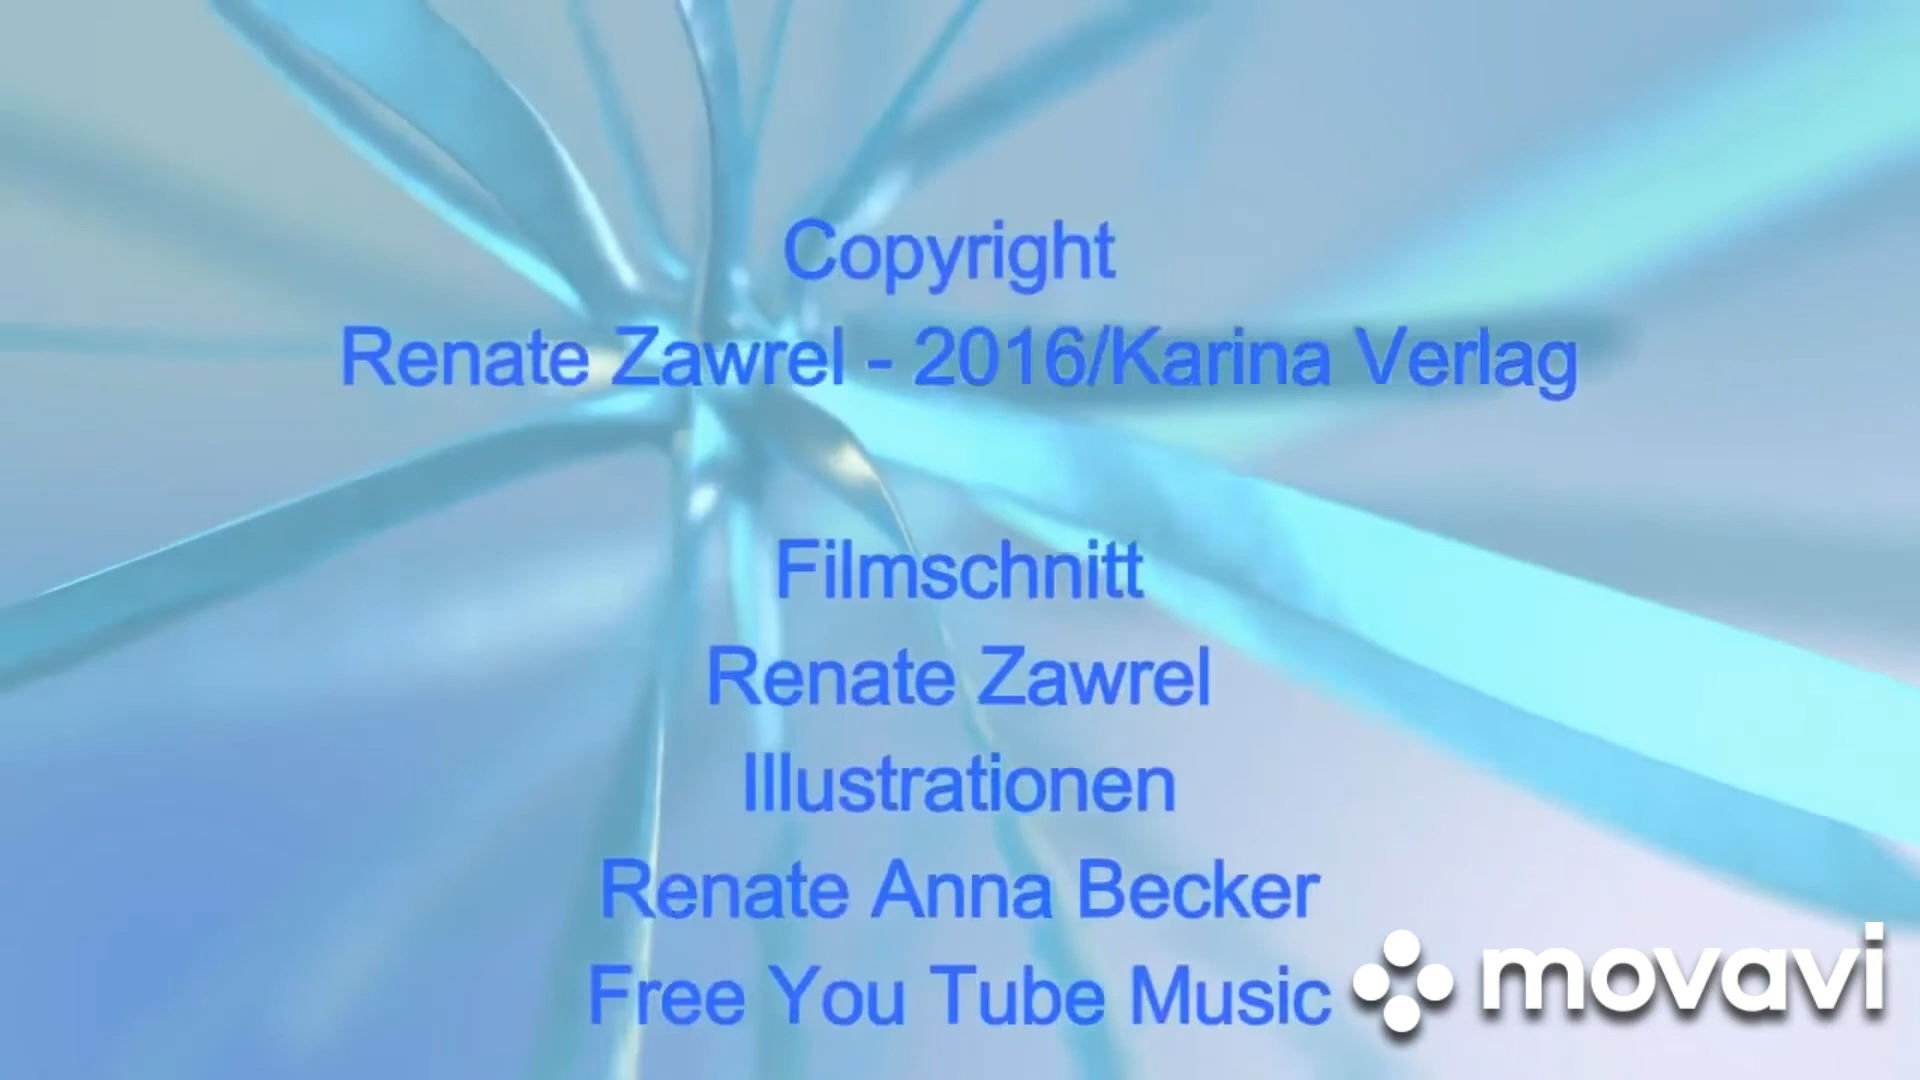 Copyright
Renate Zawrel - 2016/Karina Verlag
Filmschnitt
Renate Zawrel
Illustrationen
Renate Anna Becker
Free You Tube Music
movavi